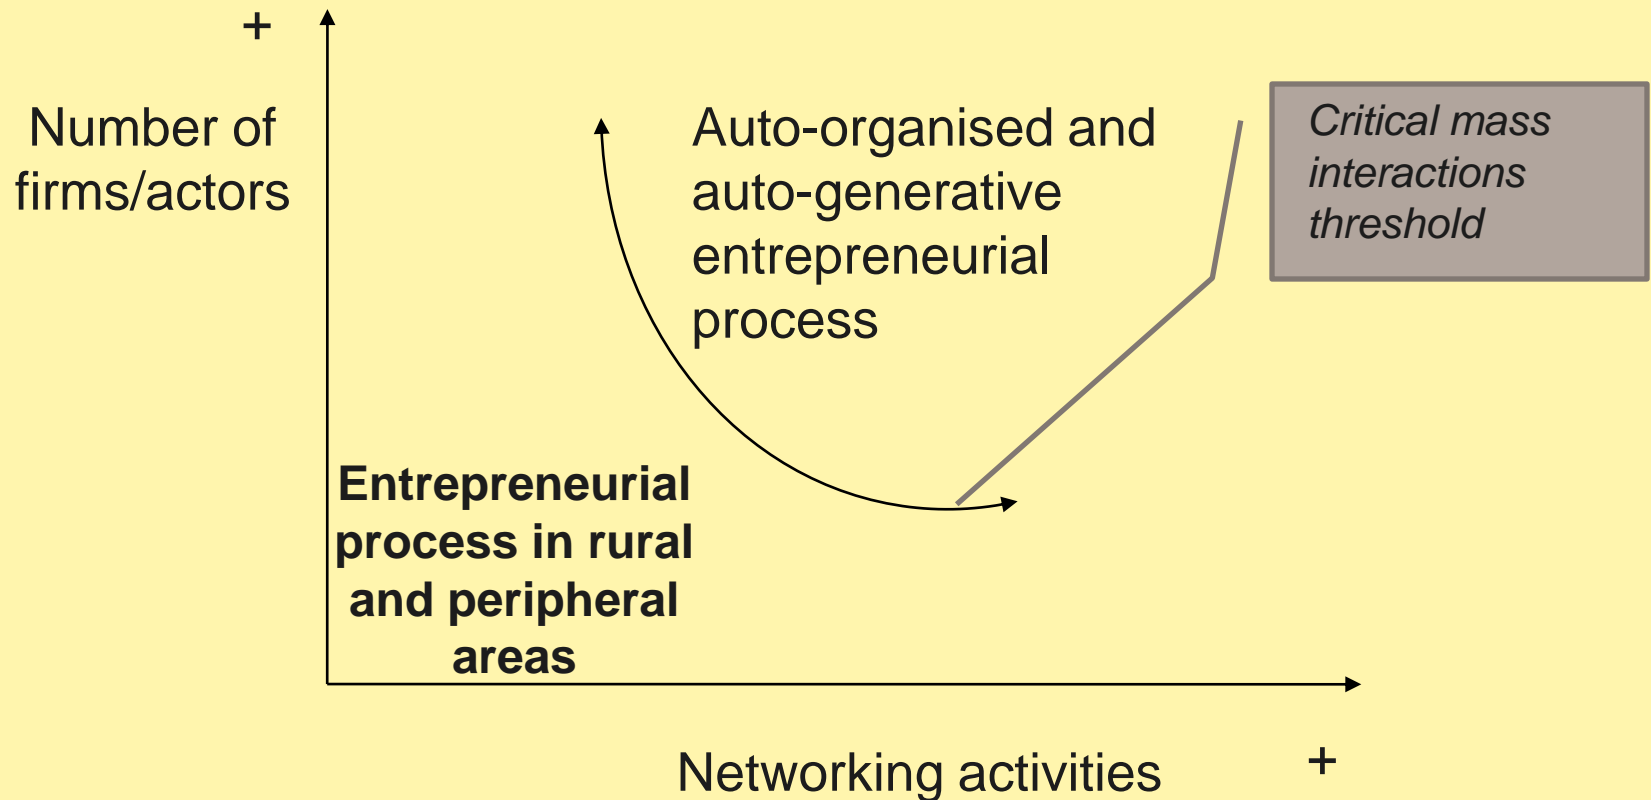 +
Number of
firms/actors
Auto-organised and
auto-generative
entrepreneurial
process
Critical mass
interactions
threshold
Entrepreneurial
process in rural
and peripheral
areas
Networking activities
+